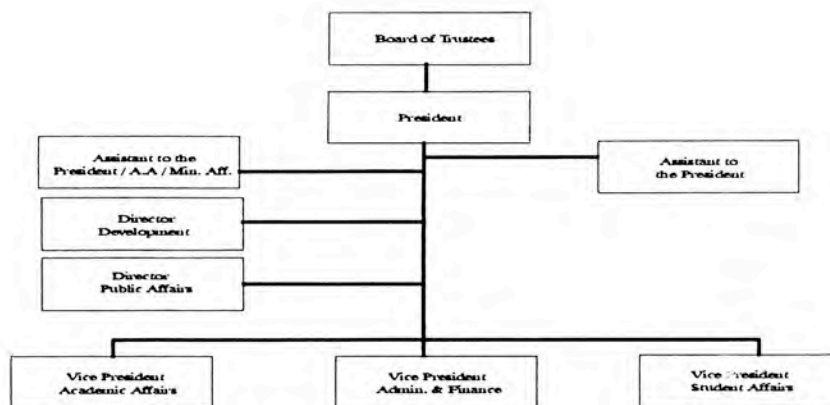 Board of Trustees
President
Assistant to the
President / A.A / Min. Aff.
Assistant to
the President
Director
Development
Director
Public Affairs
Vice President
Academic Affairs
Vice President
Admin. & Finance
Vice President
Student Affairs